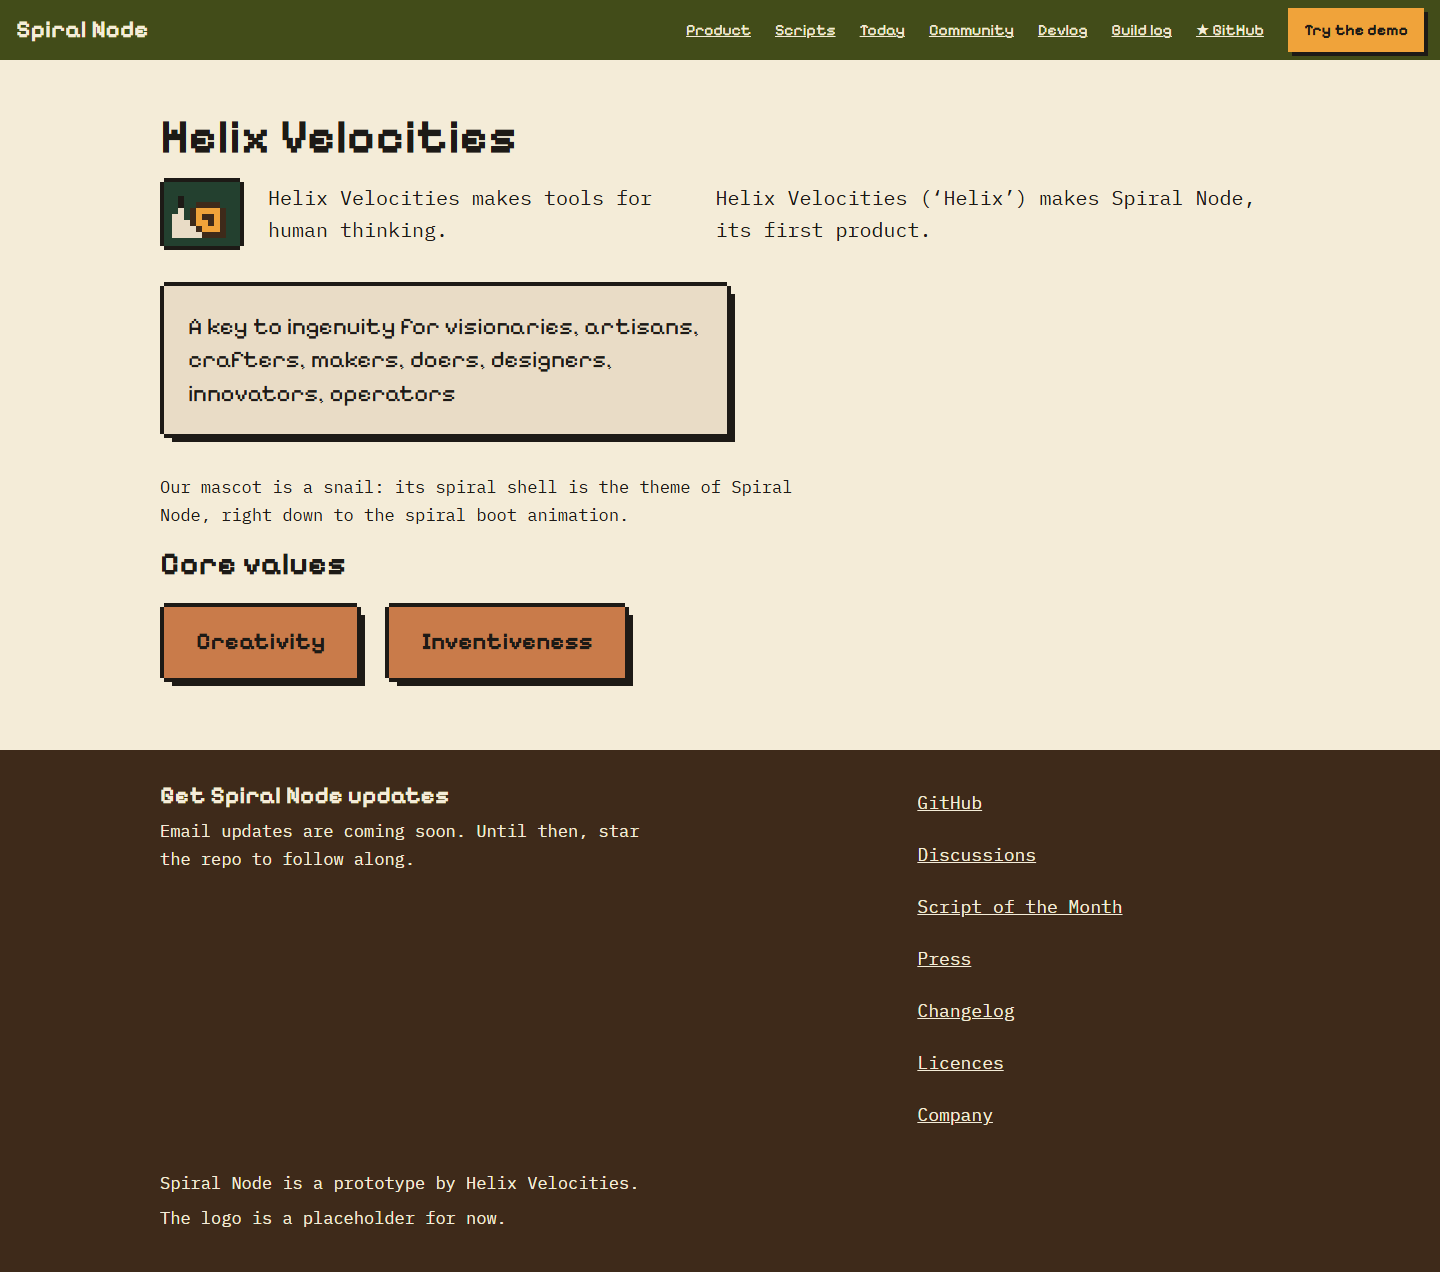 Spiral Node
Product Scripts Today Community Devlog Build log ★ GitHub Try the demo
Helix Velocities
Helix Velocities makes tools for
human thinking.
Helix Velocities (‘Helix’) makes Spiral Node,
its first product.
A key to ingenuity for visionaries, artisans,
crafters, makers, doers, designers,
innovators, operators
Our mascot is a snail: its spiral shell is the theme of Spiral
Node, right down to the spiral boot animation.
Core values
Creativity
Inventiveness
Get Spiral Node updates
Email updates are coming soon. Until then, star
the repo to follow along.
GitHub
Discussions
Script of the Month
Press
Changelog
Licences
Company
Spiral Node is a prototype by Helix Velocities.
The logo is a placeholder for now.